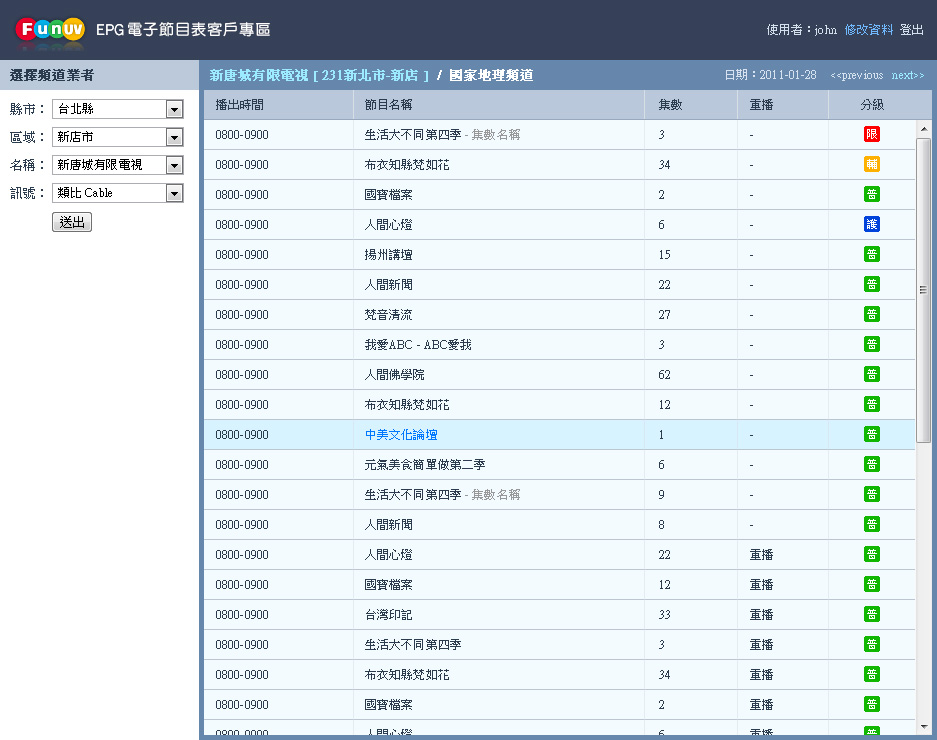 Funuv EPG 電子節目表客戶專區
使用者：john 修改資料 登出
選擇頻道業者
縣市： 台北縣
區域： 新店市
名稱： 新唐城有限電視
訊號： 類比 Cable
送出
新唐城有限電視 [ 231新北市-新店 ] / 國家地理頻道 日期：2011-01-28 <<previous next>>
播出時間 節目名稱 集數 重播 分級
0800-0900 生活大不同 第四季 - 集數名稱 3 - 限
0800-0900 布衣知縣梵如花 34 - 輔
0800-0900 國寶檔案 2 - 普
0800-0900 人間心燈 6 - 護
0800-0900 揚州講壇 15 - 普
0800-0900 人間新聞 22 - 普
0800-0900 梵音清流 27 - 普
0800-0900 我愛ABC - ABC愛我 3 - 普
0800-0900 人間佛學院 62 - 普
0800-0900 布衣知縣梵如花 12 - 普
0800-0900 中美文化論壇 1 - 普
0800-0900 元氣美食簡單做第二季 6 - 普
0800-0900 生活大不同 第四季 - 集數名稱 9 - 普
0800-0900 人間新聞 8 - 普
0800-0900 人間心燈 22 重播 普
0800-0900 國寶檔案 12 重播 普
0800-0900 台灣印記 33 重播 普
0800-0900 生活大不同 第四季 3 重播 普
0800-0900 布衣知縣梵如花 34 重播 普
0800-0900 國寶檔案 2 重播 普
0800-0900 人間心燈 6 重播 普